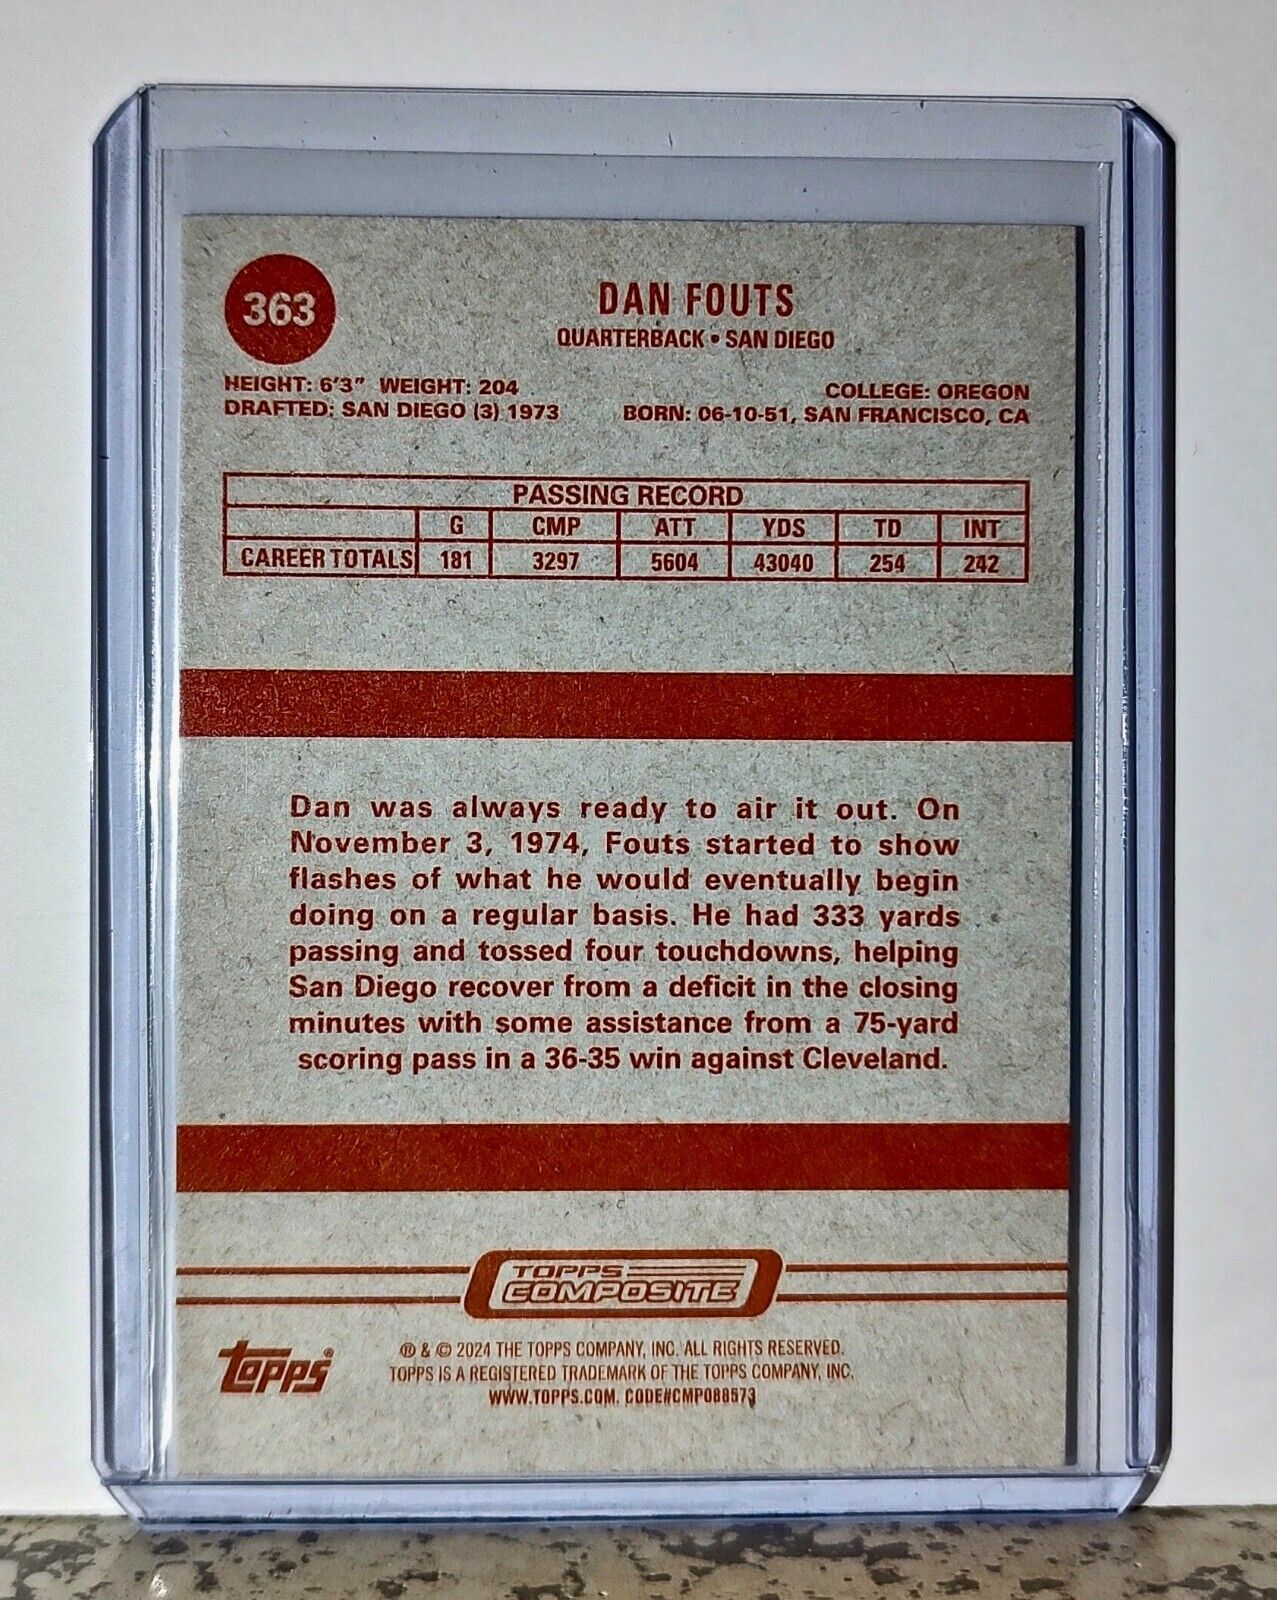 363
DAN FOUTS
QUARTERBACK • SAN DIEGO
HEIGHT: 6'3" WEIGHT: 204
DRAFTED: SAN DIEGO (3) 1973
COLLEGE: OREGON
BORN: 06-10-51, SAN FRANCISCO, CA
PASSING RECORD
G CMP ATT YDS TD INT
CAREER TOTALS 181 3297 5604 43040 254 242
Dan was always ready to air it out. On
November 3, 1974, Fouts started to show
flashes of what he would eventually begin
doing on a regular basis. He had 333 yards
passing and tossed four touchdowns, helping
San Diego recover from a deficit in the closing
minutes with some assistance from a 75-yard
scoring pass in a 36-35 win against Cleveland.
TOPPS
COMPOSITE
topps®
® & © 2024 THE TOPPS COMPANY, INC. ALL RIGHTS RESERVED.
TOPPS IS A REGISTERED TRADEMARK OF THE TOPPS COMPANY, INC.
WWW.TOPPS.COM. CODE#CMP088573